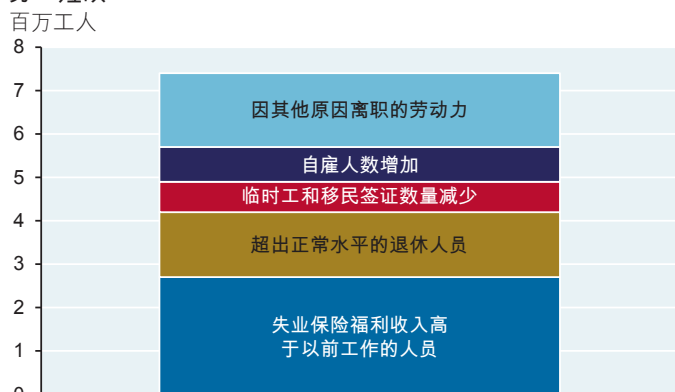 百万工人
8
7
因其他原因离职的劳动力
6
自雇人数增加
5
临时工和移民签证数量减少
4
超出正常水平的退休人员
3
2
失业保险福利收入高
于以前工作的人员
1
0